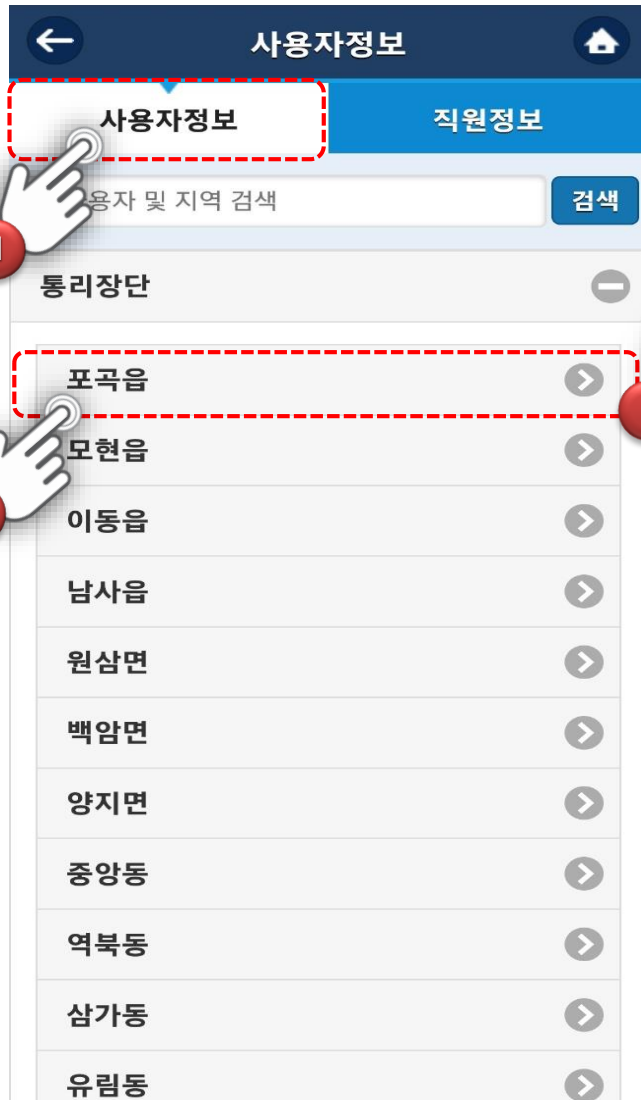 사용자정보
사용자정보 직원정보
용자 및 지역 검색 검색
통리장단
포곡읍
모현읍
이동읍
남사읍
원삼면
백암면
양지면
중앙동
역북동
삼가동
유림동